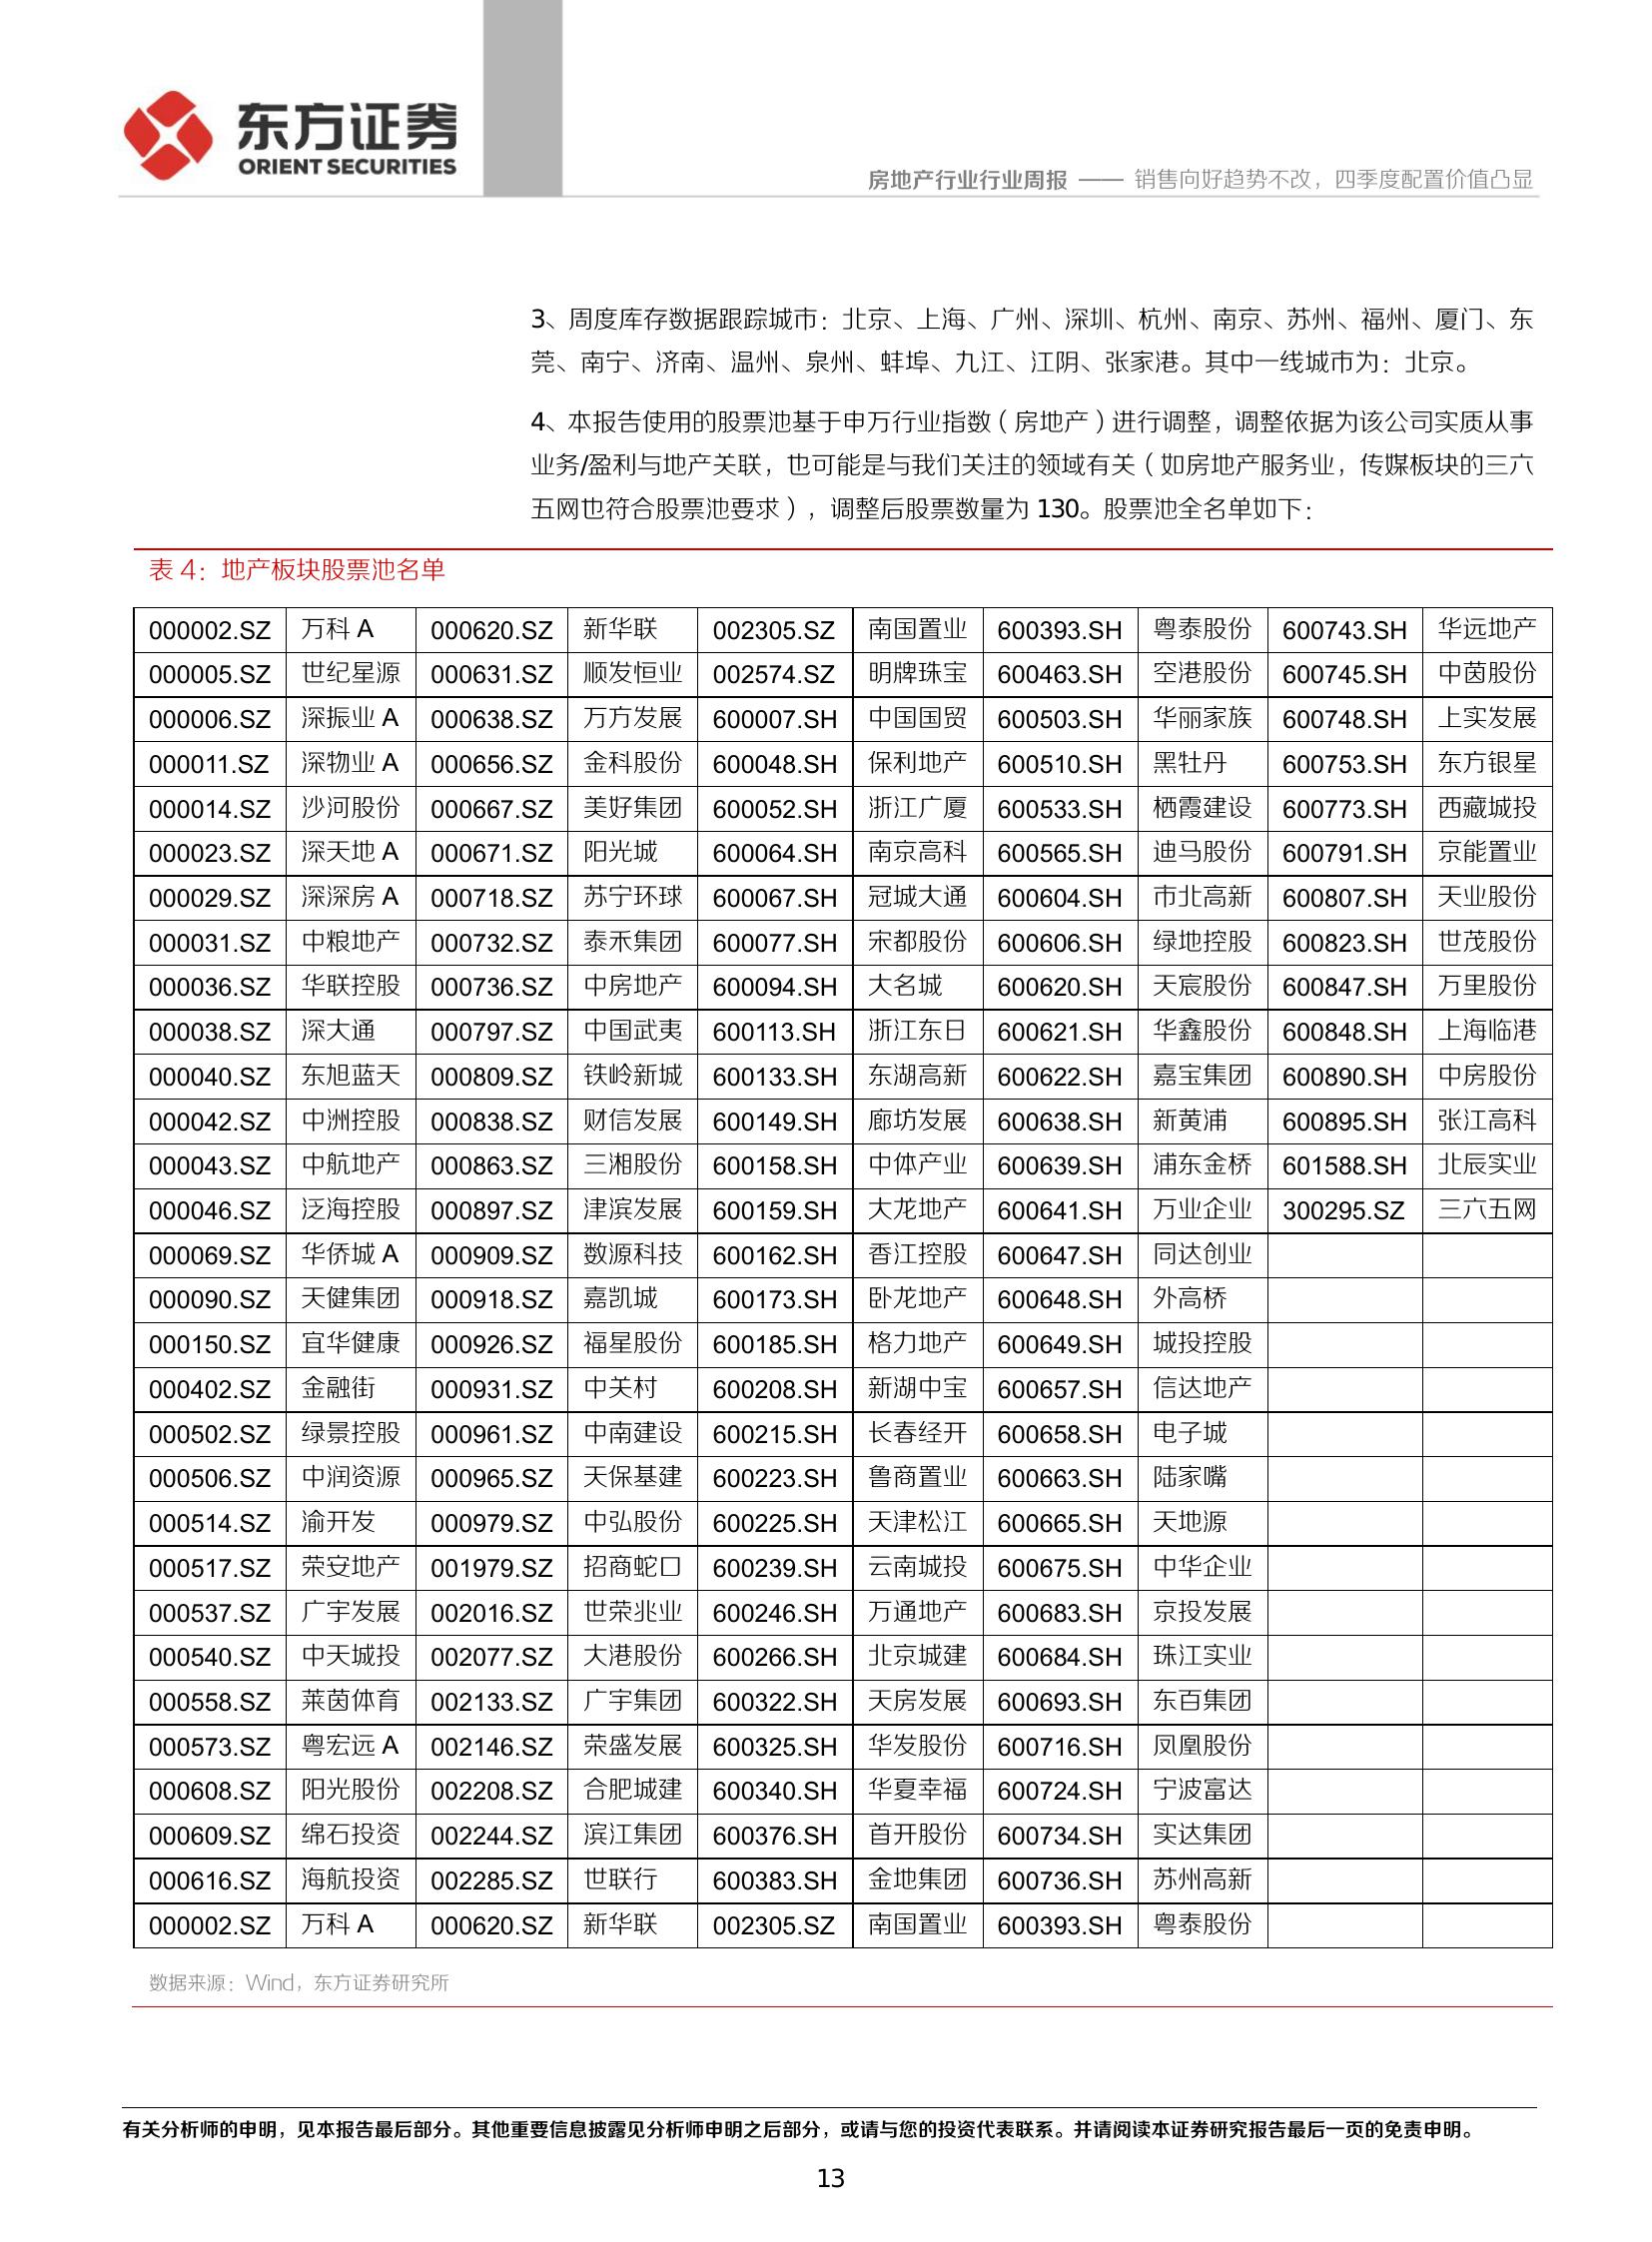 东方证券
ORIENT SECURITIES
房地产行业行业周报 —— 销售向好趋势不改，四季度配置价值凸显
3、周度库存数据跟踪城市：北京、上海、广州、深圳、杭州、南京、苏州、福州、厦门、东
莞、南宁、济南、温州、泉州、蚌埠、九江、江阴、张家港。其中一线城市为：北京。
4、本报告使用的股票池基于申万行业指数（房地产）进行调整，调整依据为该公司实质从事
业务/盈利与地产关联，也可能是与我们关注的领域有关（如房地产服务业，传媒板块的三六
五网也符合股票池要求），调整后股票数量为 130。股票池全名单如下：
表 4：地产板块股票池名单
000002.SZ 万科 A 000620.SZ 新华联 002305.SZ 南国置业 600393.SH 粤泰股份 600743.SH 华远地产
000005.SZ 世纪星源 000631.SZ 顺发恒业 002574.SZ 明牌珠宝 600463.SH 空港股份 600745.SH 中茵股份
000006.SZ 深振业 A 000638.SZ 万方发展 600007.SH 中国国贸 600503.SH 华丽家族 600748.SH 上实发展
000011.SZ 深物业 A 000656.SZ 金科股份 600048.SH 保利地产 600510.SH 黑牡丹 600753.SH 东方银星
000014.SZ 沙河股份 000667.SZ 美好集团 600052.SH 浙江广厦 600533.SH 栖霞建设 600773.SH 西藏城投
000023.SZ 深天地 A 000671.SZ 阳光城 600064.SH 南京高科 600565.SH 迪马股份 600791.SH 京能置业
000029.SZ 深深房 A 000718.SZ 苏宁环球 600067.SH 冠城大通 600604.SH 市北高新 600807.SH 天业股份
000031.SZ 中粮地产 000732.SZ 泰禾集团 600077.SH 宋都股份 600606.SH 绿地控股 600823.SH 世茂股份
000036.SZ 华联控股 000736.SZ 中房地产 600094.SH 大名城 600620.SH 天宸股份 600847.SH 万里股份
000038.SZ 深大通 000797.SZ 中国武夷 600113.SH 浙江东日 600621.SH 华鑫股份 600848.SH 上海临港
000040.SZ 东旭蓝天 000809.SZ 铁岭新城 600133.SH 东湖高新 600622.SH 嘉宝集团 600890.SH 中房股份
000042.SZ 中洲控股 000838.SZ 财信发展 600149.SH 廊坊发展 600638.SH 新黄浦 600895.SH 张江高科
000043.SZ 中航地产 000863.SZ 三湘股份 600158.SH 中体产业 600639.SH 浦东金桥 601588.SH 北辰实业
000046.SZ 泛海控股 000897.SZ 津滨发展 600159.SH 大龙地产 600641.SH 万业企业 300295.SZ 三六五网
000069.SZ 华侨城 A 000909.SZ 数源科技 600162.SH 香江控股 600647.SH 同达创业
000090.SZ 天健集团 000918.SZ 嘉凯城 600173.SH 卧龙地产 600648.SH 外高桥
000150.SZ 宜华健康 000926.SZ 福星股份 600185.SH 格力地产 600649.SH 城投控股
000402.SZ 金融街 000931.SZ 中关村 600208.SH 新湖中宝 600657.SH 信达地产
000502.SZ 绿景控股 000961.SZ 中南建设 600215.SH 长春经开 600658.SH 电子城
000506.SZ 中润资源 000965.SZ 天保基建 600223.SH 鲁商置业 600663.SH 陆家嘴
000514.SZ 渝开发 000979.SZ 中弘股份 600225.SH 天津松江 600665.SH 天地源
000517.SZ 荣安地产 001979.SZ 招商蛇口 600239.SH 云南城投 600675.SH 中华企业
000537.SZ 广宇发展 002016.SZ 世荣兆业 600246.SH 万通地产 600683.SH 京投发展
000540.SZ 中天城投 002077.SZ 大港股份 600266.SH 北京城建 600684.SH 珠江实业
000558.SZ 莱茵体育 002133.SZ 广宇集团 600322.SH 天房发展 600693.SH 东百集团
000573.SZ 粤宏远 A 002146.SZ 荣盛发展 600325.SH 华发股份 600716.SH 凤凰股份
000608.SZ 阳光股份 002208.SZ 合肥城建 600340.SH 华夏幸福 600724.SH 宁波富达
000609.SZ 绵石投资 002244.SZ 滨江集团 600376.SH 首开股份 600734.SH 实达集团
000616.SZ 海航投资 002285.SZ 世联行 600383.SH 金地集团 600736.SH 苏州高新
000002.SZ 万科 A 000620.SZ 新华联 002305.SZ 南国置业 600393.SH 粤泰股份
数据来源：Wind，东方证券研究所
有关分析师的申明，见本报告最后部分。其他重要信息披露见分析师申明之后部分，或请与您的投资代表联系。并请阅读本证券研究报告最后一页的免责申明。
13